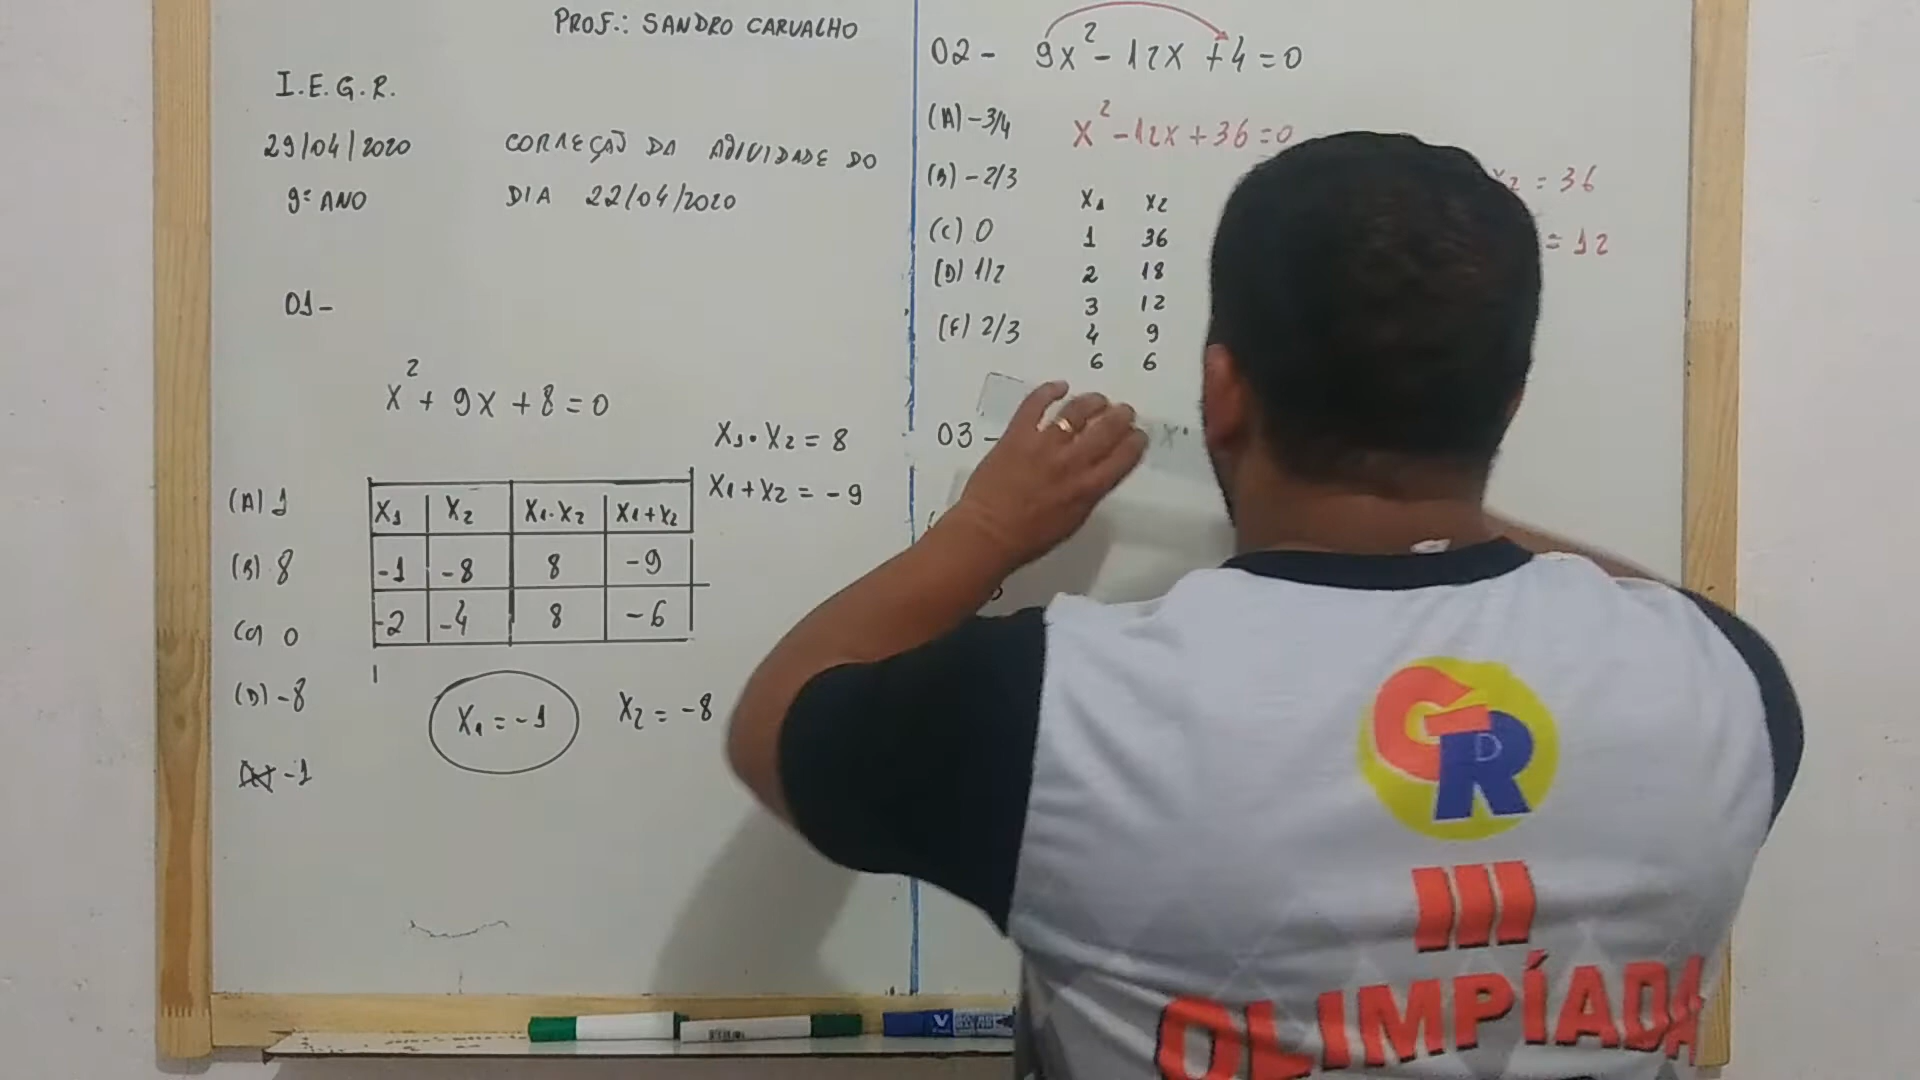 PROF.: SANDRO CARVALHO
I.E.G.R.
29/04/2020
9º ANO
CORREÇÃO DA ATIVIDADE DO
DIA 22/04/2020
01-
x² + 9x + 8 = 0
x₁ · x₂ = 8
x₁ + x₂ = -9
(A) 1
(B) 8
(C) 0
(D) -8
-1
x₁ x₂ x₁·x₂ x₁+x₂
-1 -8 8 -9
-2 -4 8 -6
x₁ = -1 x₂ = -8
02- 9x² - 12x + 4 = 0
(A) -3/4
(B) -2/3
(C) 0
(D) 1/2
(E) 2/3
x² - 12x + 36 = 0
x₁ x₂
1 36
2 18
3 12
4 9
6 6
x₂ = 36
= 12
03-
GR
III
OLIMPÍADA